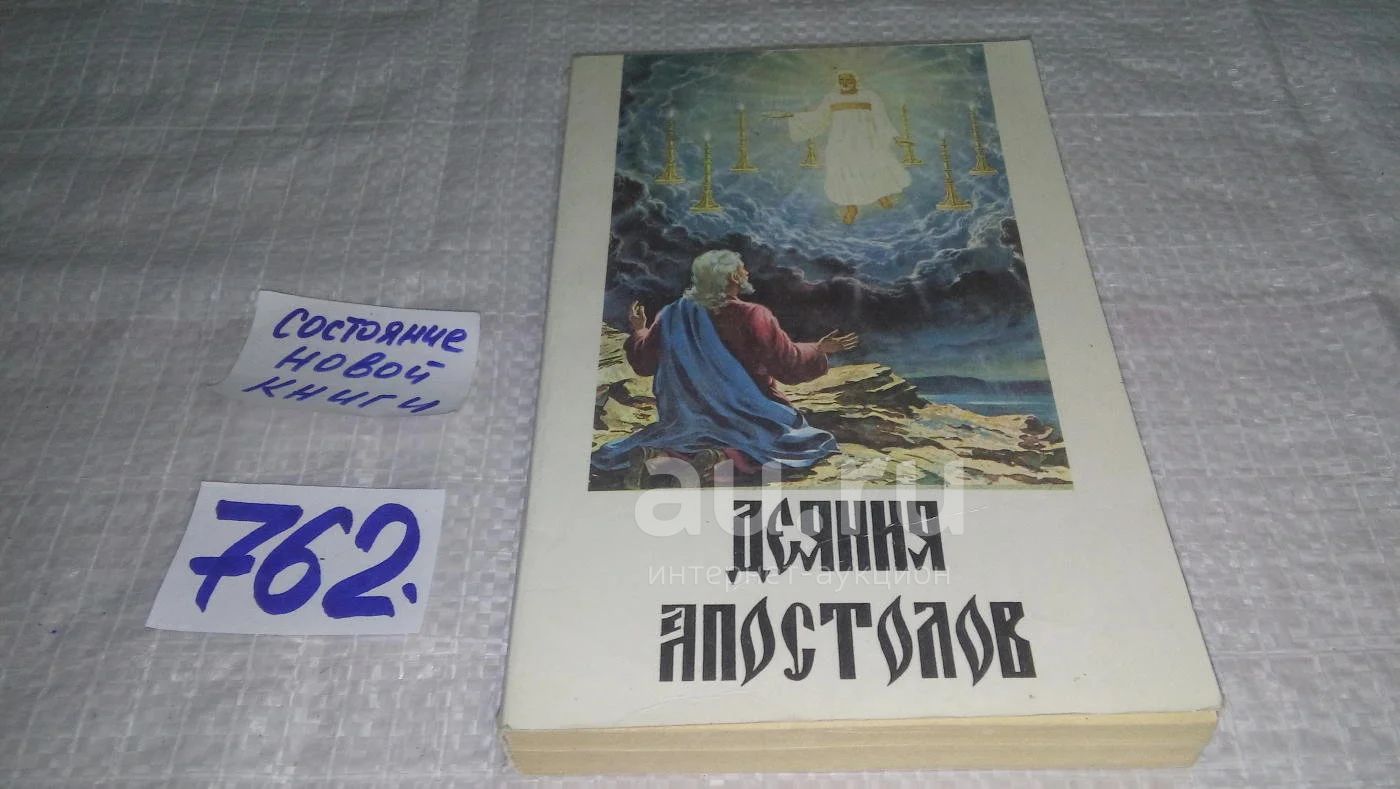 состояние
новой
книги
762.
au.ru
интернет-аукцион
ДЕЯНИЯ
АПОСТОЛОВ